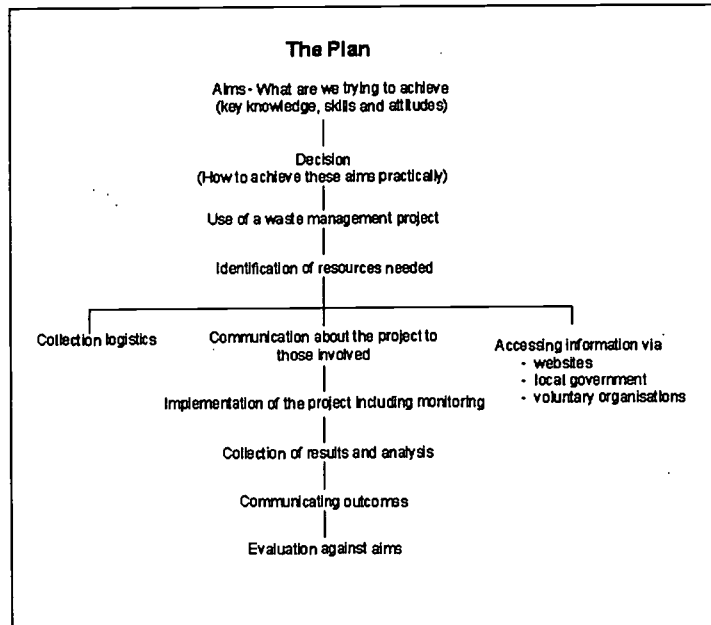 The Plan
Aims - What are we trying to achieve
(key knowledge, skills and attitudes)
Decision
(How to achieve these aims practically)
Use of a waste management project
Identification of resources needed
Collection logistics
Communication about the project to
those involved
Accessing information via
- websites
- local government
- voluntary organisations
Implementation of the project including monitoring
Collection of results and analysis
Communicating outcomes
Evaluation against aims